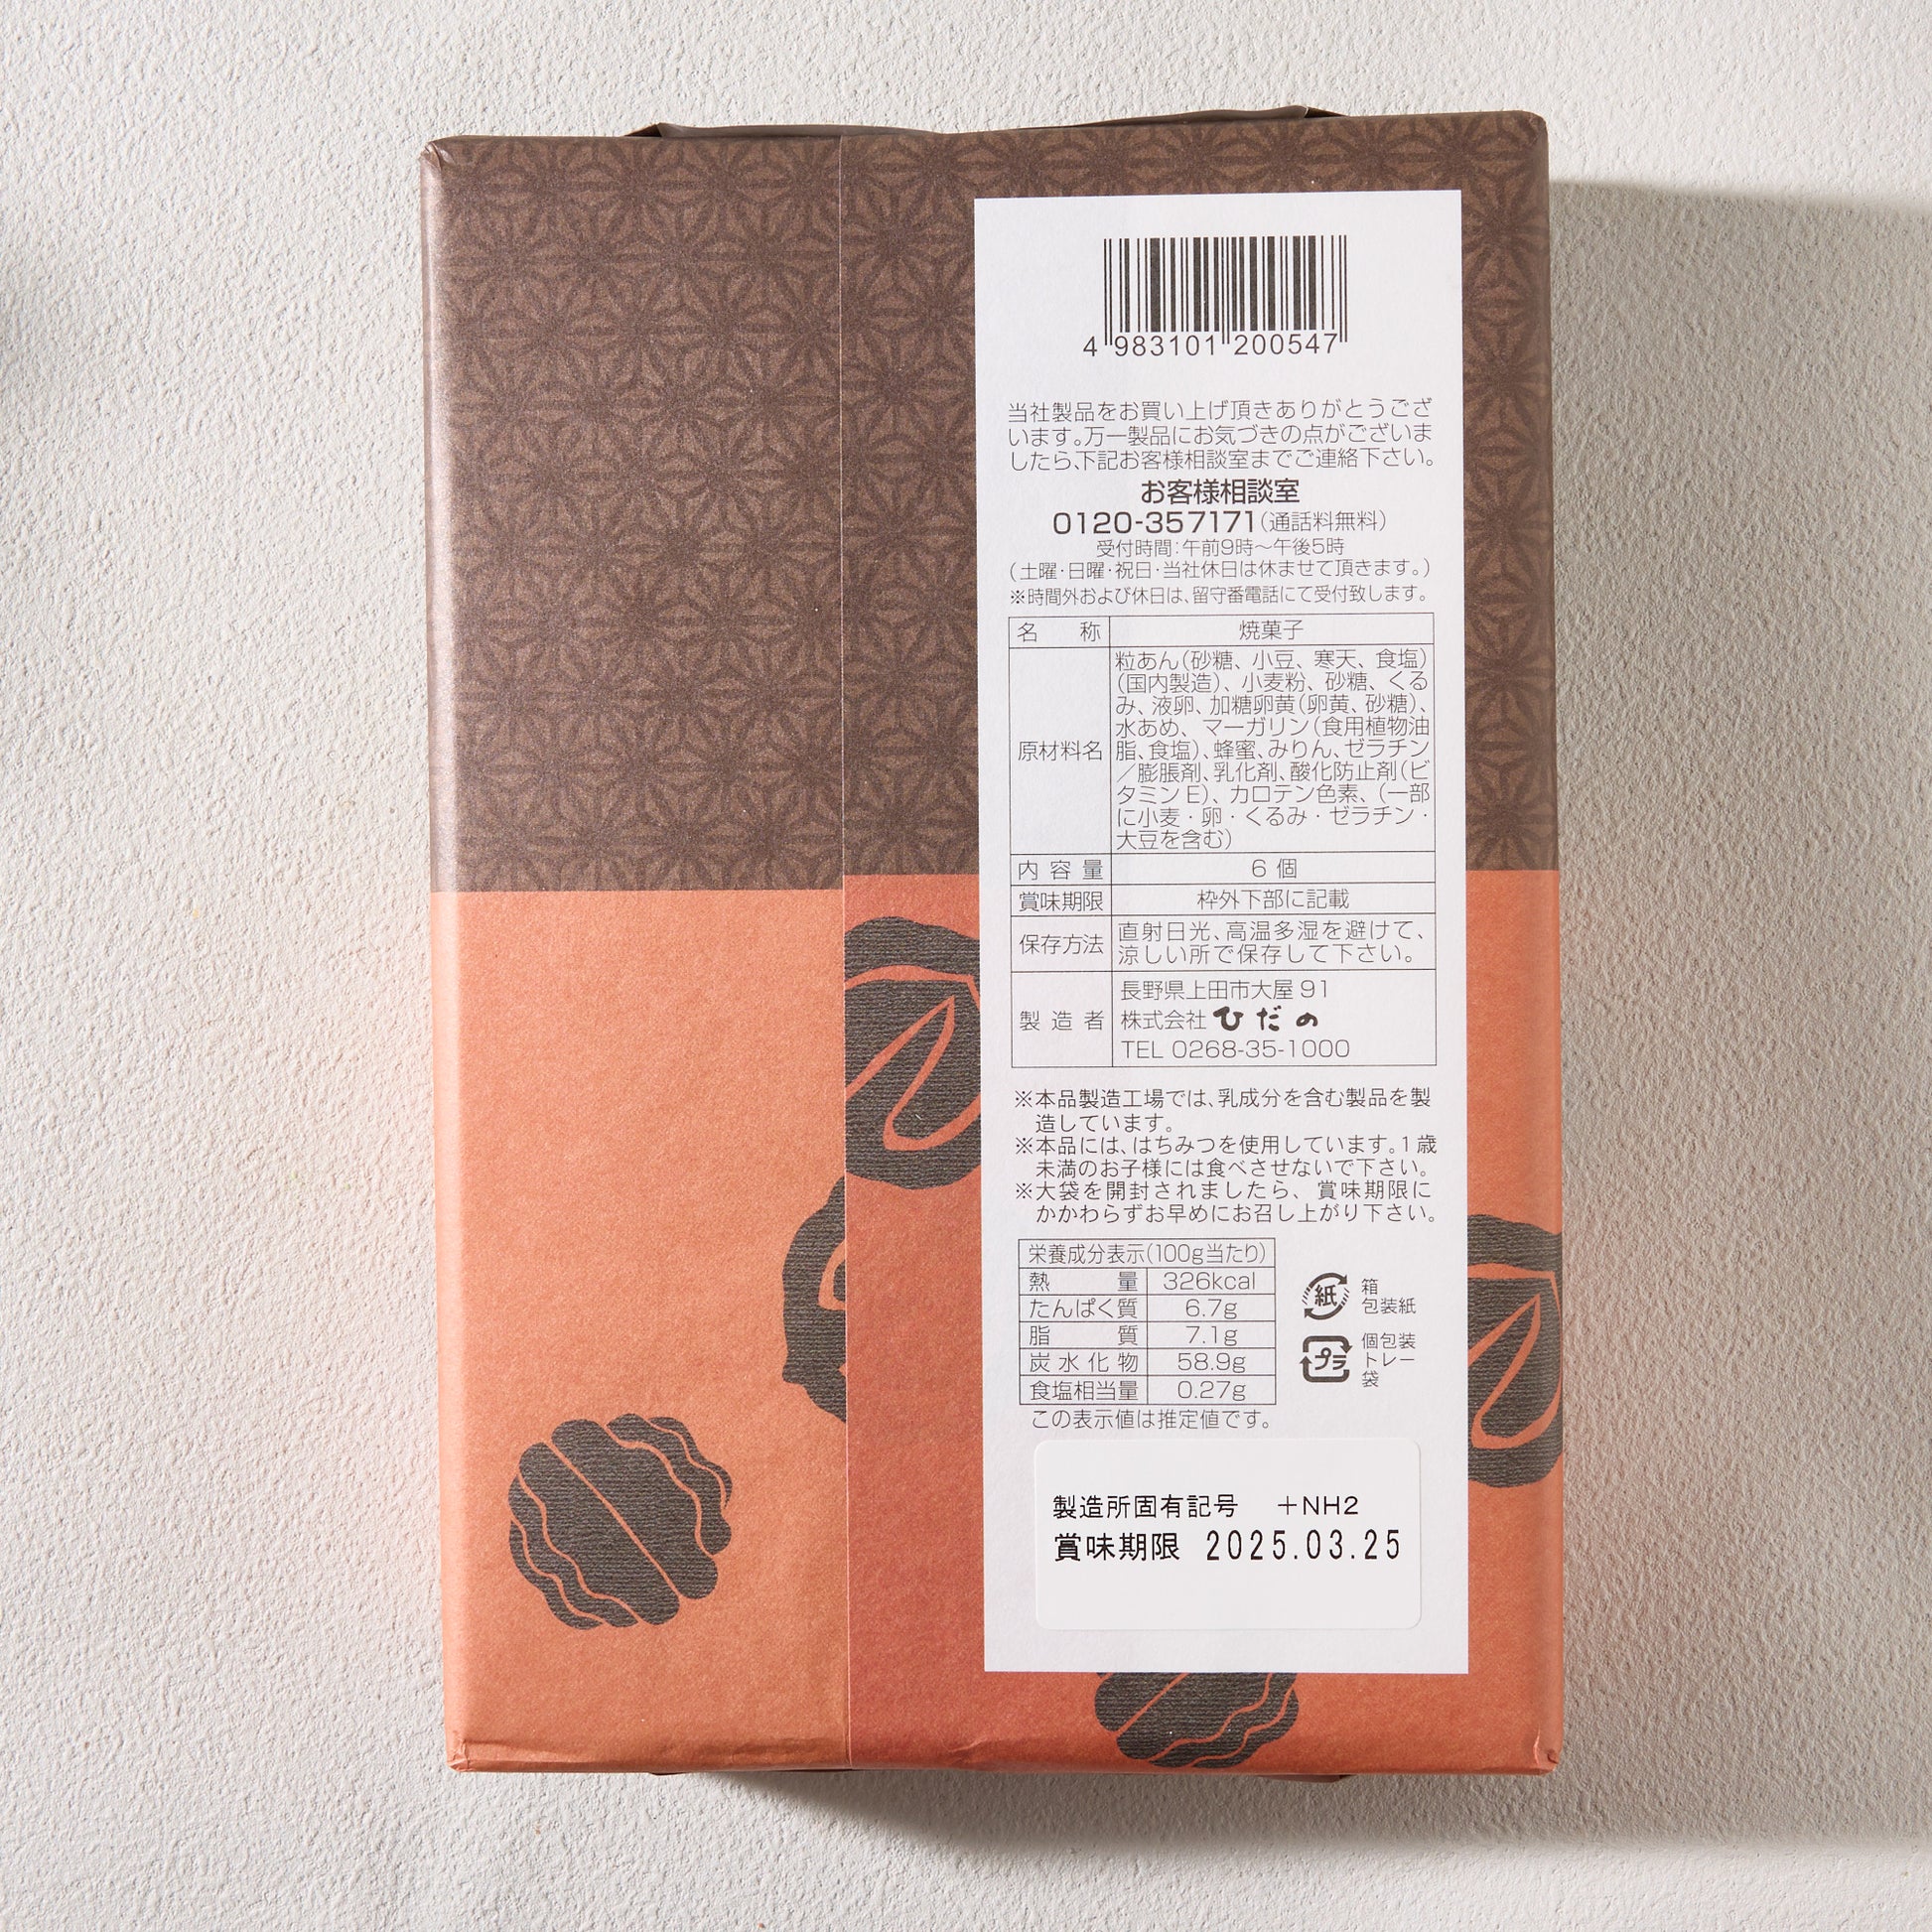 4 983101 200547
当社製品をお買い上げ頂きありがとうござ
います。万一製品にお気づきの点がございま
したら、下記お客様相談室までご連絡下さい。
お客様相談室
0120-357171(通話料無料)
受付時間:午前9時〜午後5時
(土曜・日曜・祝日・当社休日は休ませて頂きます。)
※時間外および休日は、留守番電話にて受付致します。
名称 焼菓子
原材料名 粒あん(砂糖、小豆、寒天、食塩)
(国内製造)、小麦粉、砂糖、くる
み、液卵、加糖卵黄(卵黄、砂糖)、
水あめ、マーガリン(食用植物油
脂、食塩)、蜂蜜、みりん、ゼラチン
/膨脹剤、乳化剤、酸化防止剤(ビ
タミンE)、カロテン色素、(一部
に小麦・卵・くるみ・ゼラチン・
大豆を含む)
内容量 6個
賞味期限 枠外下部に記載
保存方法 直射日光、高温多湿を避けて、
涼しい所で保存して下さい。
製造者 長野県上田市大屋91
株式会社ひだの
TEL 0268-35-1000
※本品製造工場では、乳成分を含む製品を製
造しています。
※本品には、はちみつを使用しています。1歳
未満のお子様には食べさせないで下さい。
※大袋を開封されましたら、賞味期限に
かかわらずお早めにお召し上がり下さい。
栄養成分表示(100g当たり)
熱量 326kcal
たんぱく質 6.7g
脂質 7.1g
炭水化物 58.9g
食塩相当量 0.27g
この表示値は推定値です。
紙 箱
包装紙
プラ 個包装
トレー
袋
製造所固有記号 +NH2
賞味期限 2025.03.25